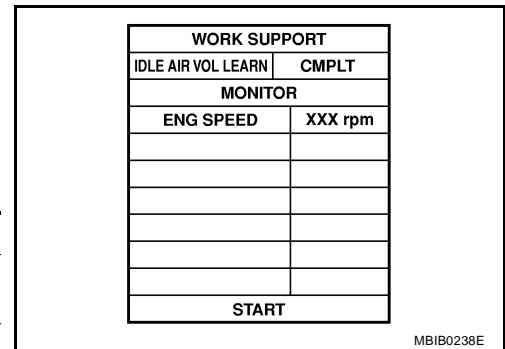 WORK SUPPORT
IDLE AIR VOL LEARN CMPLT
MONITOR
ENG SPEED XXX rpm
START
MBIB0238E